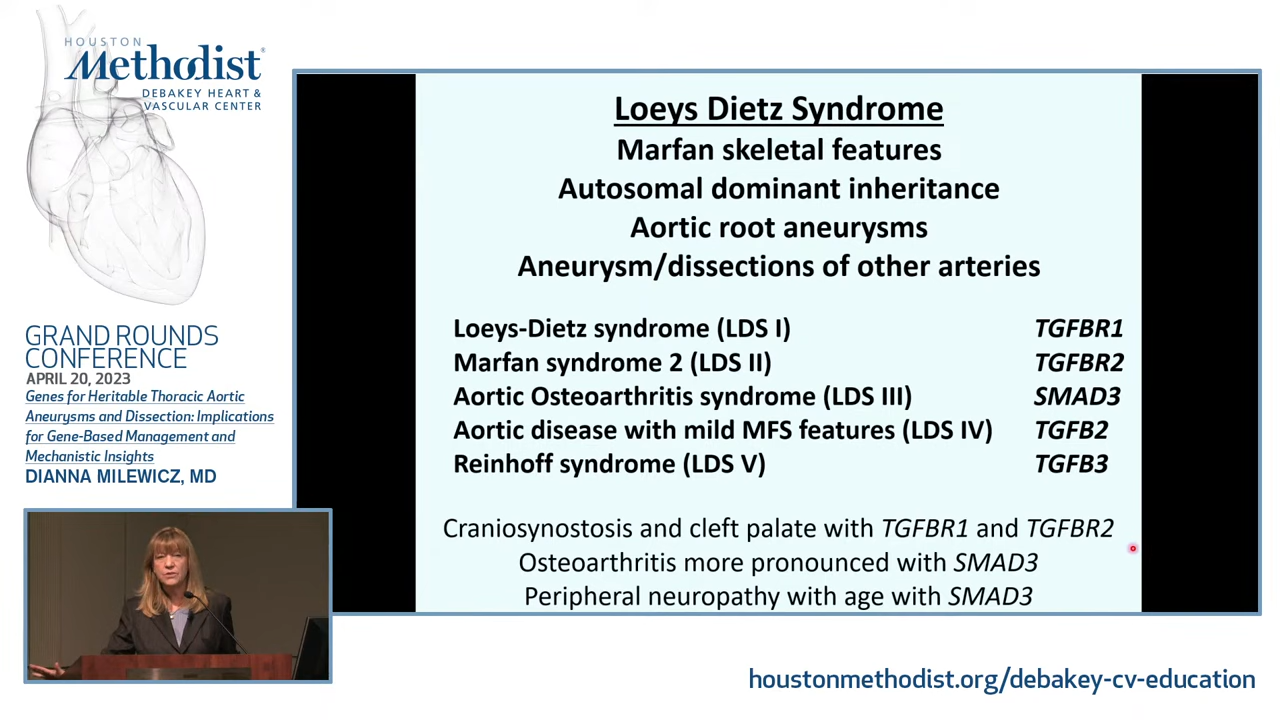 HOUSTON
Methodist®
DEBAKEY HEART &
VASCULAR CENTER
GRAND ROUNDS
CONFERENCE
APRIL 20, 2023
Genes for Heritable Thoracic Aortic
Aneurysms and Dissection: Implications
for Gene-Based Management and
Mechanistic Insights
DIANNA MILEWICZ, MD
Loeys Dietz Syndrome
Marfan skeletal features
Autosomal dominant inheritance
Aortic root aneurysms
Aneurysm/dissections of other arteries
Loeys-Dietz syndrome (LDS I) TGFBR1
Marfan syndrome 2 (LDS II) TGFBR2
Aortic Osteoarthritis syndrome (LDS III) SMAD3
Aortic disease with mild MFS features (LDS IV) TGFB2
Reinhoff syndrome (LDS V) TGFB3
Craniosynostosis and cleft palate with TGFBR1 and TGFBR2
Osteoarthritis more pronounced with SMAD3
Peripheral neuropathy with age with SMAD3
houstonmethodist.org/debakey-cv-education